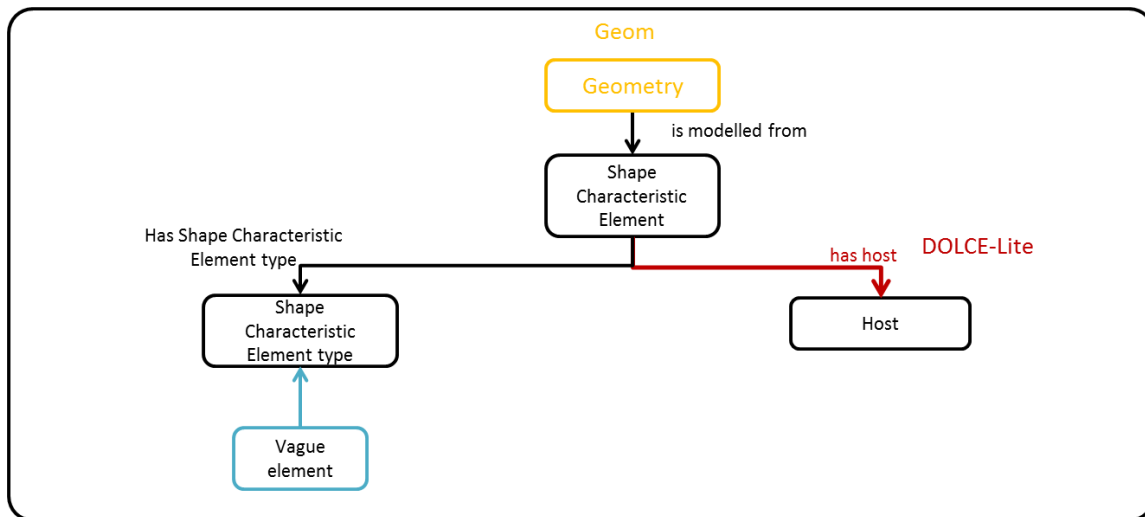 Geom
Geometry
is modelled from
Shape
Characteristic
Element
Has Shape Characteristic
Element type
has host
DOLCE-Lite
Shape
Characteristic
Element type
Host
Vague
element